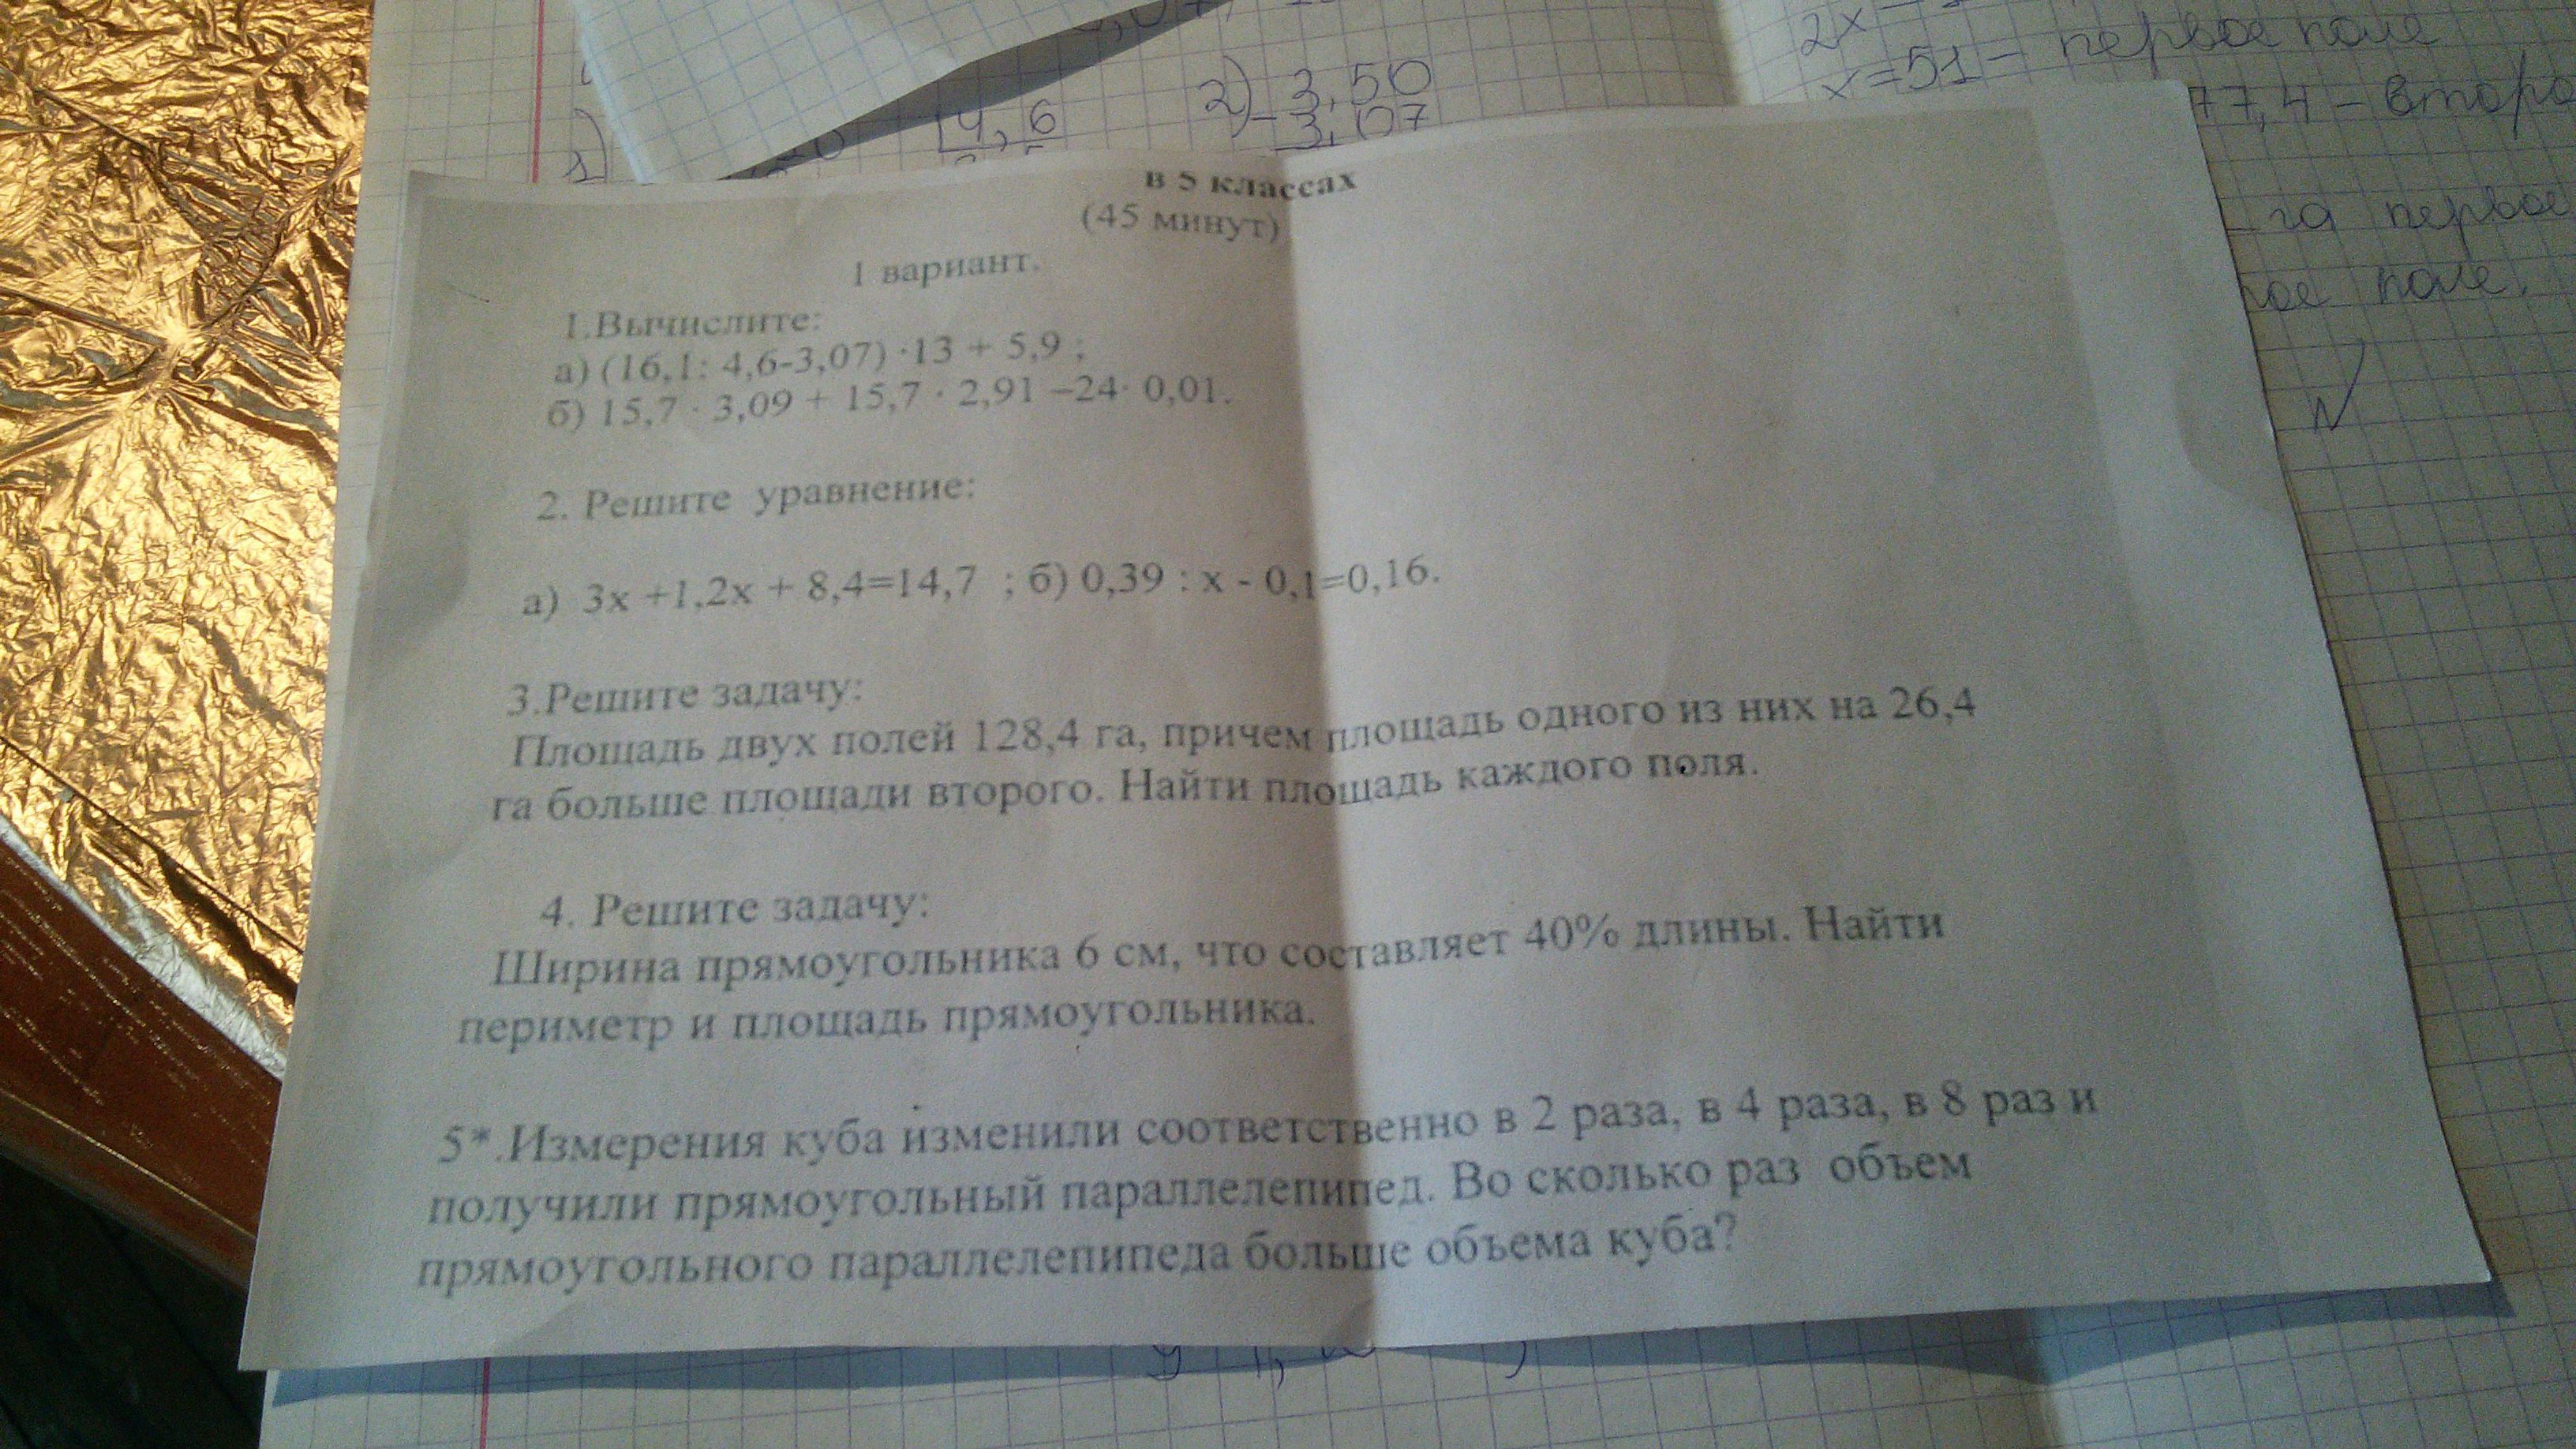 2x
x=51 - первое поле
77,4 - второ
га первое
ое поле.
1)
4,6
2) - 3,50
3,07
в 5 классах
(45 минут)
1 вариант.
1.Вычислите:
а) (16,1: 4,6-3,07) ·13 + 5,9 ;
б) 15,7 · 3,09 + 15,7 · 2,91 –24· 0,01.
2. Решите уравнение:
а) 3х +1,2х + 8,4=14,7 ; б) 0,39 : х - 0,1=0,16.
3.Решите задачу:
Площадь двух полей 128,4 га, причем площадь одного из них на 26,4
га больше площади второго. Найти площадь каждого поля.
4. Решите задачу:
Ширина прямоугольника 6 см, что составляет 40% длины. Найти
периметр и площадь прямоугольника.
5*.Измерения куба изменили соответственно в 2 раза, в 4 раза, в 8 раз и
получили прямоугольный параллелепипед. Во сколько раз объем
прямоугольного параллелепипеда больше объема куба?